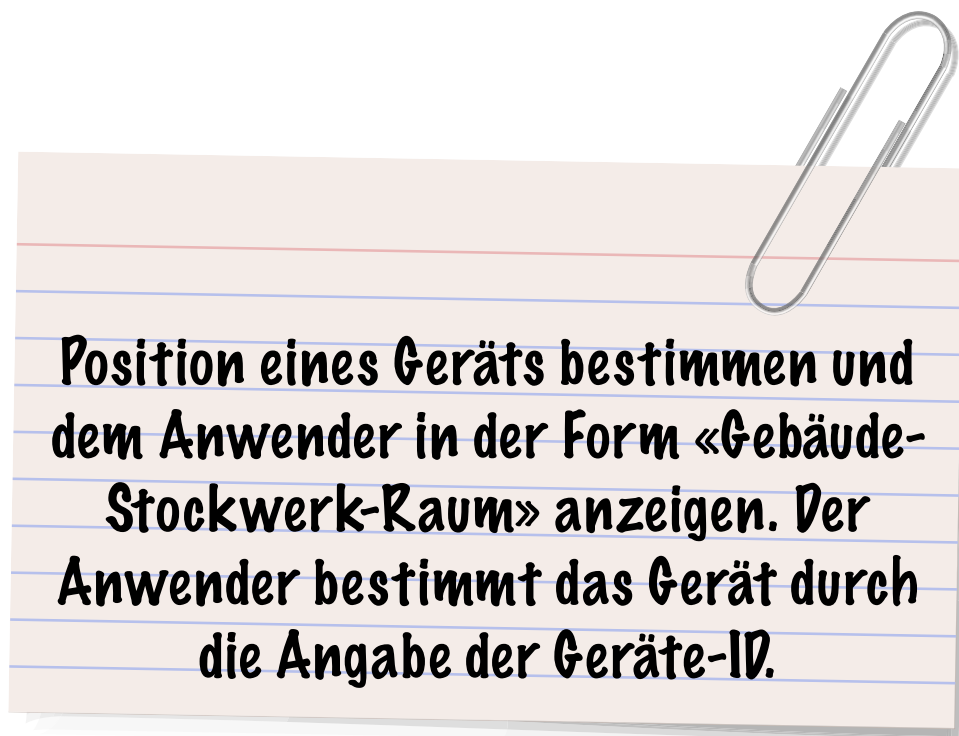 Position eines Geräts bestimmen und
dem Anwender in der Form «Gebäude-
Stockwerk-Raum» anzeigen. Der
Anwender bestimmt das Gerät durch
die Angabe der Geräte-ID.